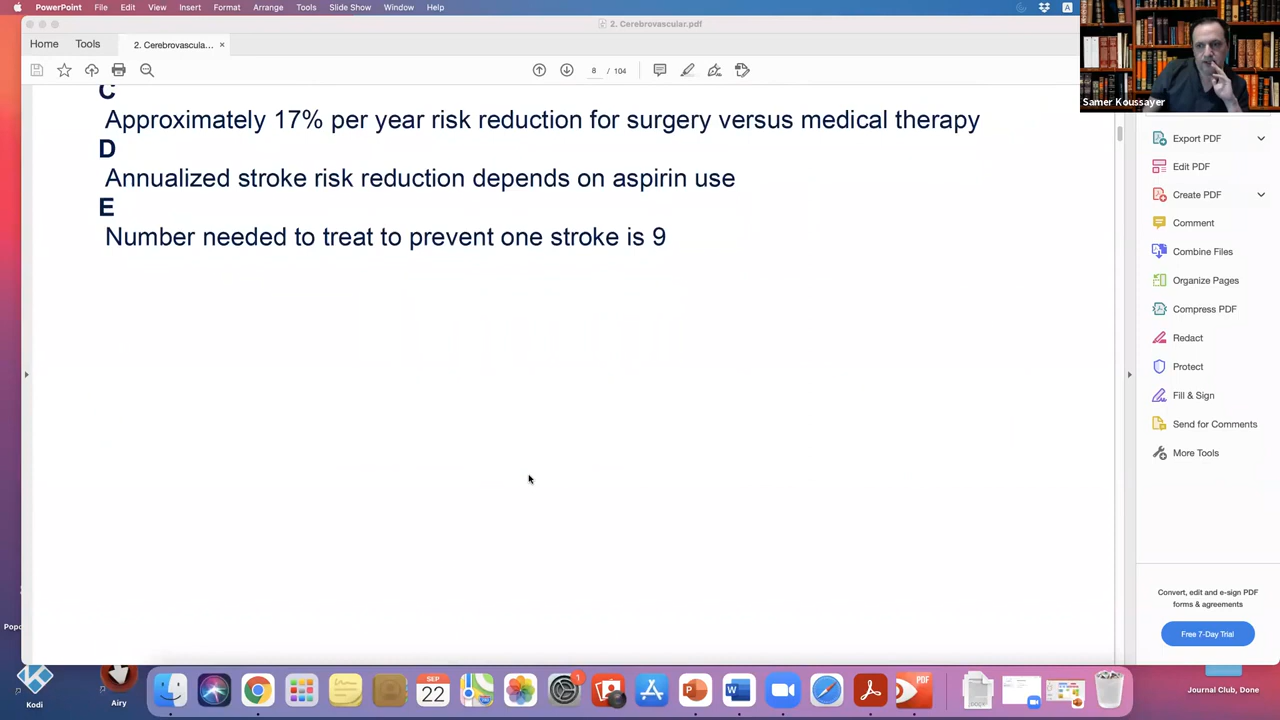 PowerPoint File Edit View Insert Format Arrange Tools Slide Show Window Help
2. Cerebrovascular.pdf
Home Tools 2. Cerebrovascula... ×
8 / 104
Samer Koussayer
C
Approximately 17% per year risk reduction for surgery versus medical therapy
D
Annualized stroke risk reduction depends on aspirin use
E
Number needed to treat to prevent one stroke is 9
Export PDF
Edit PDF
Create PDF
Comment
Combine Files
Organize Pages
Compress PDF
Redact
Protect
Fill & Sign
Send for Comments
More Tools
Convert, edit and e-sign PDF
forms & agreements
Free 7-Day Trial
Kodi
Airy
SEP
22
1
PDF
Journal Club, Done